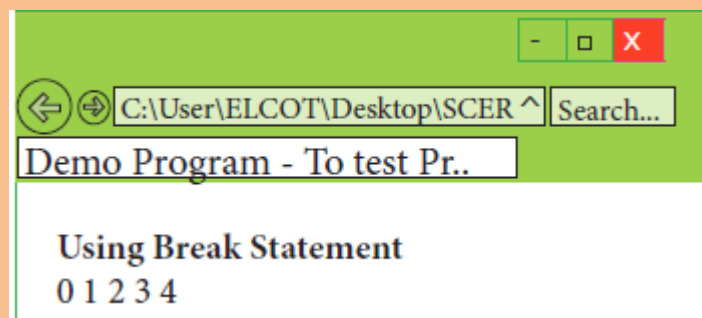 - □ X
C:\User\ELCOT\Desktop\SCER ^ Search...
Demo Program - To test Pr..
Using Break Statement
0 1 2 3 4